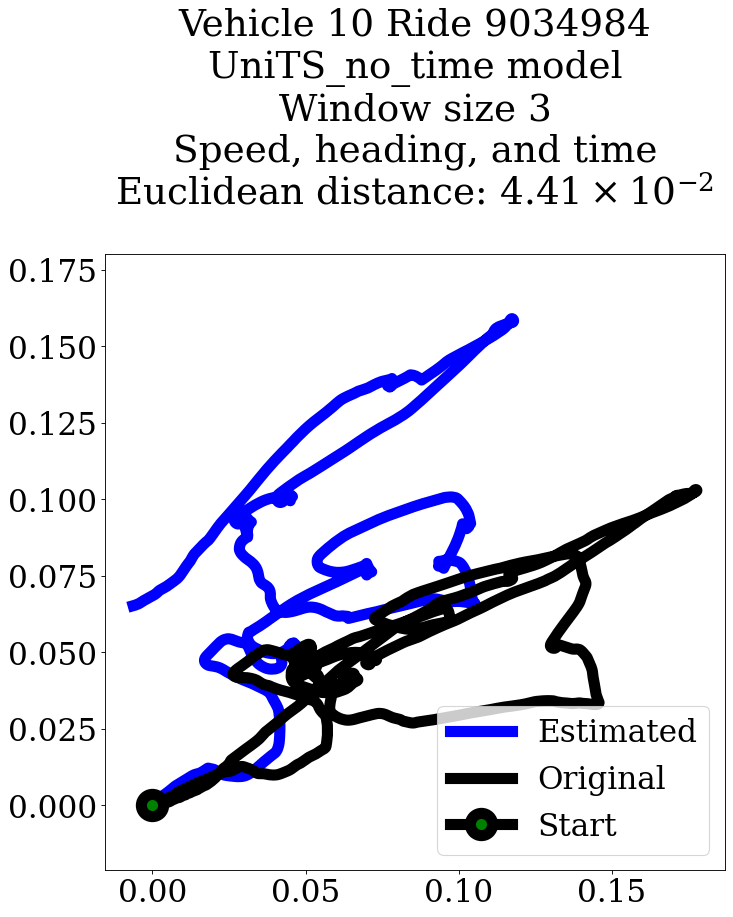 Vehicle 10 Ride 9034984
UniTS_no_time model
Window size 3
Speed, heading, and time
Euclidean distance: 4.41 × 10⁻²
0.175
0.150
0.125
0.100
0.075
0.050
0.025
0.000
Estimated
Original
Start
0.00 0.05 0.10 0.15